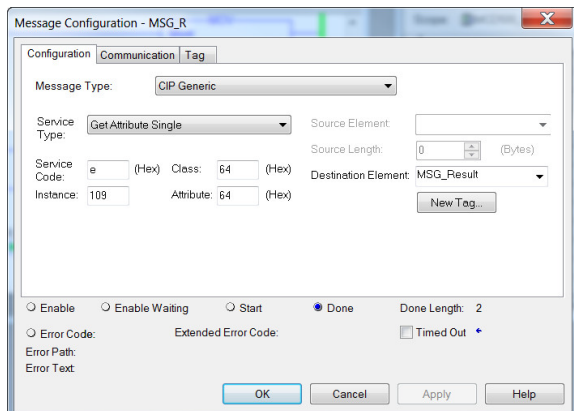 Message Configuration - MSG_R
Configuration Communication Tag
Message Type: CIP Generic
Service Type: Get Attribute Single
Source Element:
Source Length: 0 (Bytes)
Service Code: e (Hex) Class: 64 (Hex)
Destination Element: MSG_Result
Instance: 109 Attribute: 64 (Hex)
New Tag...
Enable Enable Waiting Start Done Done Length: 2
Error Code: Extended Error Code: Timed Out
Error Path:
Error Text:
OK Cancel Apply Help